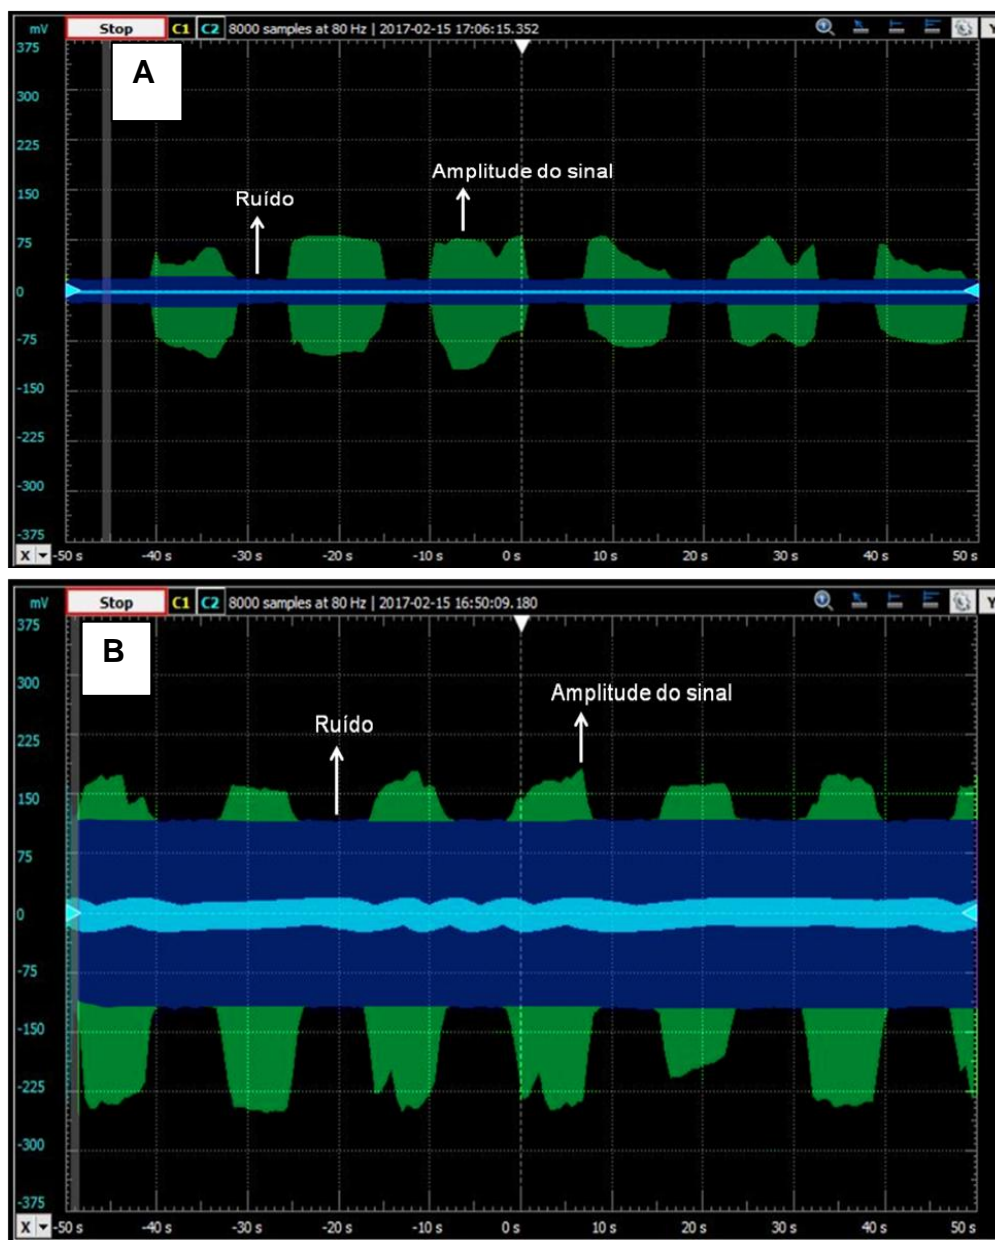 mV Stop C1 C2 8000 samples at 80 Hz | 2017-02-15 17:06:15.352 Y
375
A
300
225
Amplitude do sinal
150
Ruído
75
0
-75
-150
-225
-300
-375
X -50 s -40 s -30 s -20 s -10 s 0 s 10 s 20 s 30 s 40 s 50 s
mV Stop C1 C2 8000 samples at 80 Hz | 2017-02-15 16:50:09.180 Y
375
B
300
Amplitude do sinal
Ruído
225
150
75
0
-75
-150
-225
-300
-375
X -50 s -40 s -30 s -20 s -10 s 0 s 10 s 20 s 30 s 40 s 50 s